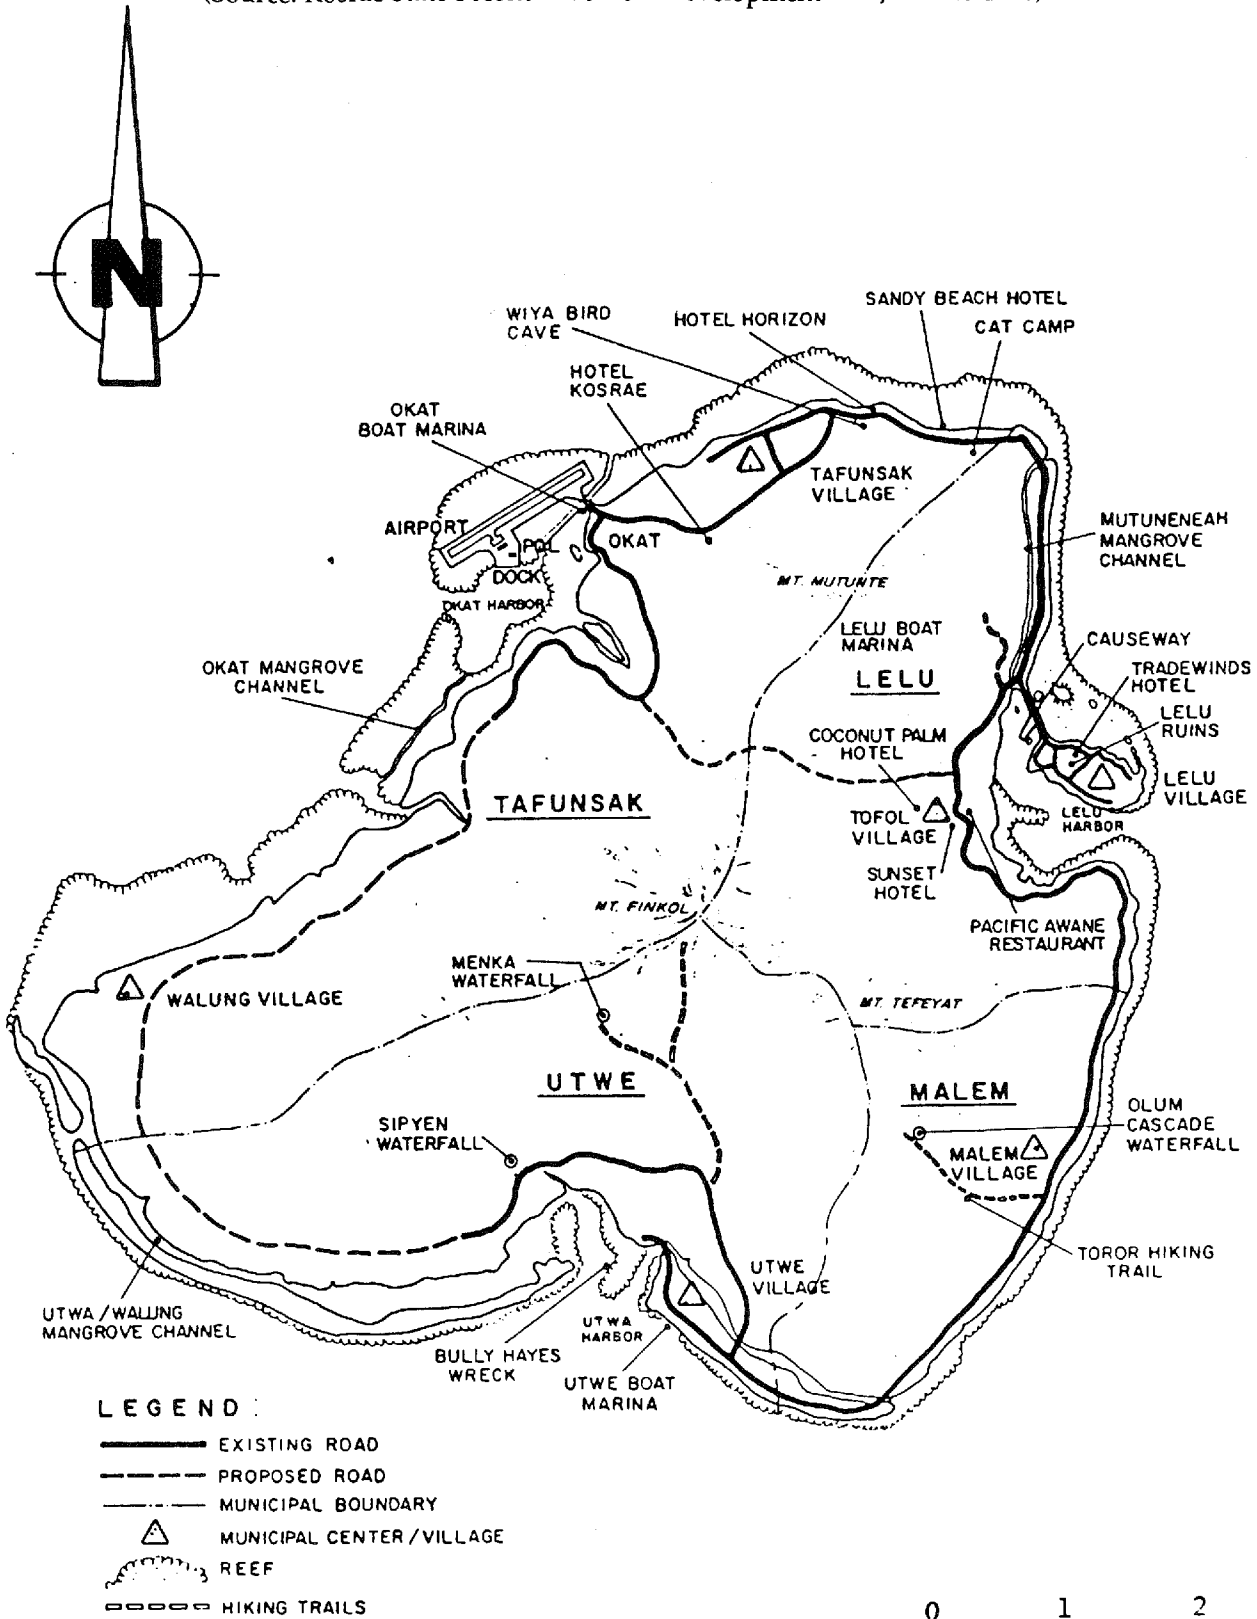 N
WIYA BIRD
CAVE
HOTEL HORIZON
SANDY BEACH HOTEL
CAT CAMP
HOTEL
KOSRAE
OKAT
BOAT MARINA
TAFUNSAK
VILLAGE
AIRPORT
POL
DOCK
OKAT
OKAT HARBOR
MUTUNENEAH
MANGROVE
CHANNEL
MT. MUTUNTE
LELU BOAT
MARINA
LELU
CAUSEWAY
TRADEWINDS
HOTEL
LELU
RUINS
LELU
VILLAGE
LELU
HARBOR
OKAT MANGROVE
CHANNEL
COCONUT PALM
HOTEL
TAFUNSAK
TOFOL
VILLAGE
SUNSET
HOTEL
PACIFIC AWANE
RESTAURANT
MT. FINKOL
MENKA
WATERFALL
WALUNG VILLAGE
MT. TEFEYAT
UTWE
MALEM
OLUM
CASCADE
WATERFALL
SIPYEN
WATERFALL
MALEM
VILLAGE
TOROR HIKING
TRAIL
UTWE
VILLAGE
UTWA/WALUNG
MANGROVE CHANNEL
UTWA
HARBOR
BULLY HAYES
WRECK
UTWE BOAT
MARINA
LEGEND:
EXISTING ROAD
PROPOSED ROAD
MUNICIPAL BOUNDARY
MUNICIPAL CENTER/VILLAGE
REEF
HIKING TRAILS
0 1 2